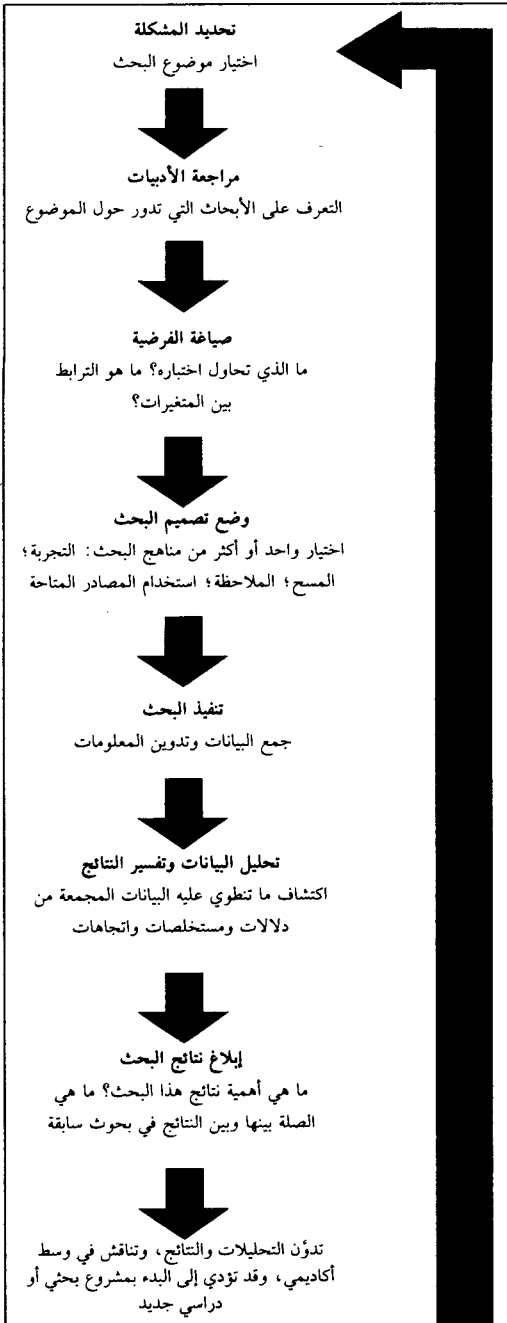 تحديد المشكلة
اختيار موضوع البحث
مراجعة الأدبيات
التعرف على الأبحاث التي تدور حول الموضوع
صياغة الفرضية
ما الذي تحاول اختباره؟ ما هو الترابط
بين المتغيرات؟
وضع تصميم البحث
اختيار واحد أو أكثر من مناهج البحث: التجربة؛
المسح؛ الملاحظة؛ استخدام المصادر المتاحة
تنفيذ البحث
جمع البيانات وتدوين المعلومات
تحليل البيانات وتفسير النتائج
اكتشاف ما تنطوي عليه البيانات المجمعة من
دلالات ومستخلصات واتجاهات
إبلاغ نتائج البحث
ما هي أهمية نتائج هذا البحث؟ ما هي
الصلة بينها وبين النتائج في بحوث سابقة
تدوَّن التحليلات والنتائج، وتناقش في وسط
أكاديمي، وقد تؤدي إلى البدء بمشروع بحثي أو
دراسي جديد